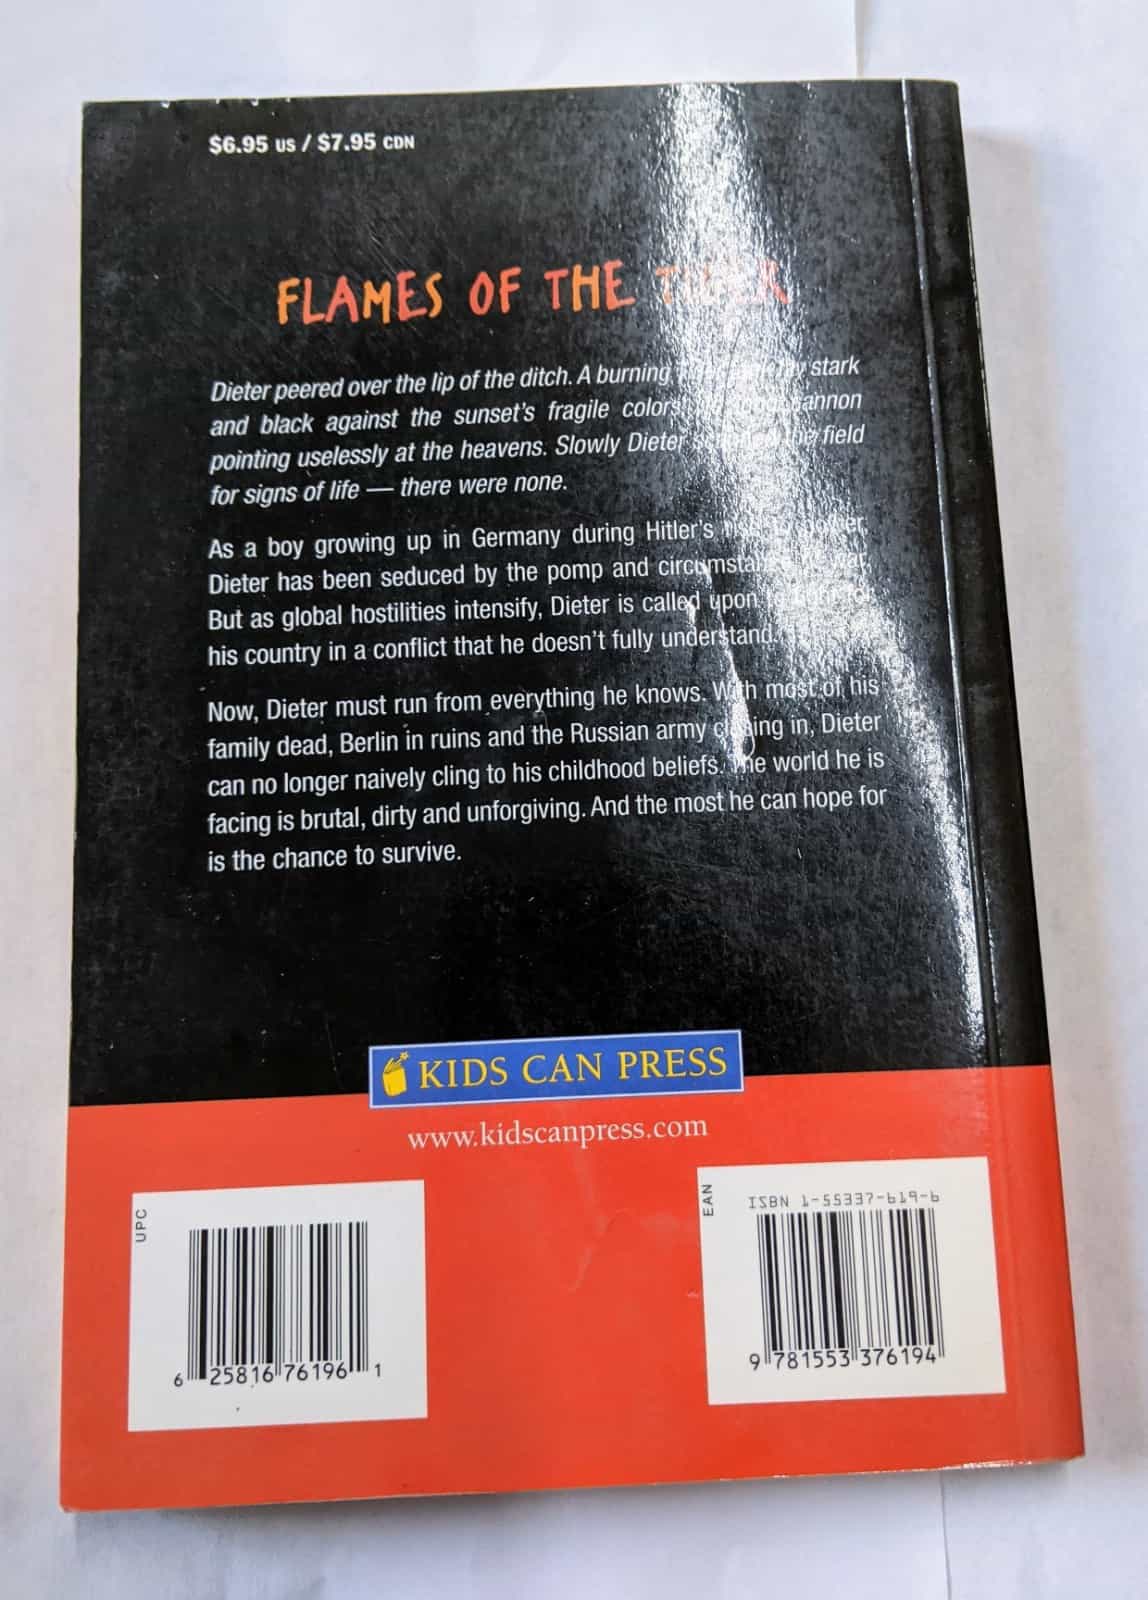 $6.95 US / $7.95 CDN
FLAMES OF THE
Dieter peered over the lip of the ditch. A burning stark
and black against the sunset's fragile colors cannon
pointing uselessly at the heavens. Slowly Dieter the field
for signs of life — there were none.
As a boy growing up in Germany during Hitler's rise to power,
Dieter has been seduced by the pomp and
But as global hostilities intensify, Dieter is called upon
his country in a conflict that he doesn't fully understand.
Now, Dieter must run from everything he knows. With most of his
family dead, Berlin in ruins and the Russian army closing in, Dieter
can no longer naively cling to his childhood beliefs. The world he is
facing is brutal, dirty and unforgiving. And the most he can hope for
is the chance to survive.
KIDS CAN PRESS
www.kidscanpress.com
UPC
6 25816 76196 1
EAN
ISBN 1-55337-619-6
9 781553 376194